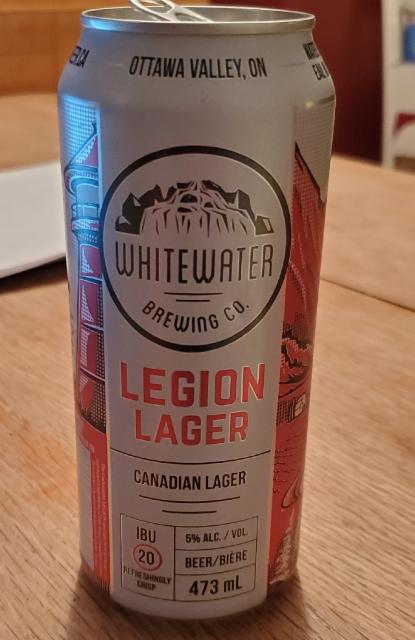 OTTAWA VALLEY, ON
WHITEWATER
BREWING CO.
LEGION
LAGER
CANADIAN LAGER
IBU
20
REFRESHINGLY
CRISP
5% ALC. / VOL.
BEER/BIÈRE
473 mL